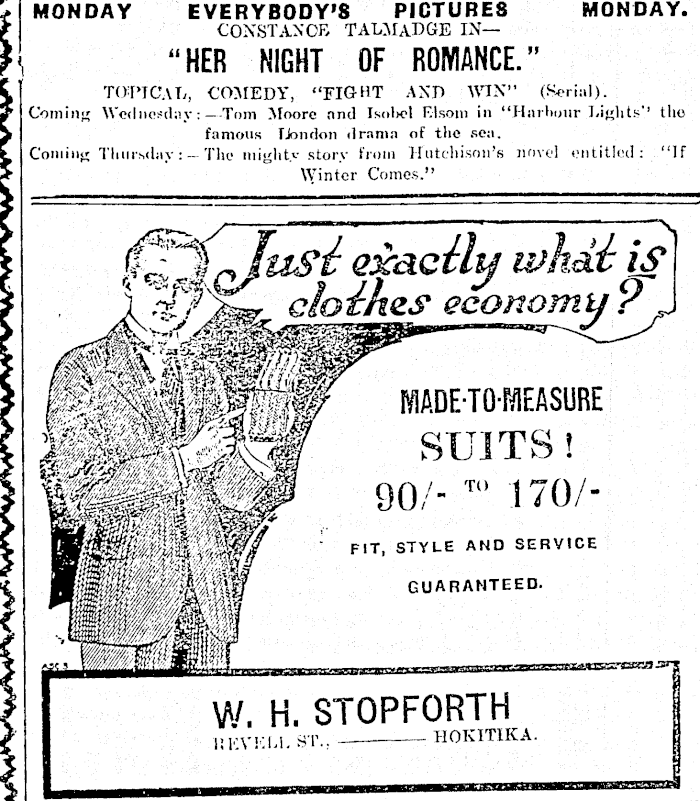 MONDAY EVERYBODY'S PICTURES MONDAY.
CONSTANCE TALMADGE IN—
"HER NIGHT OF ROMANCE."
TOPICAL, COMEDY, "FIGHT AND WIN" (Serial).
Coming Wednesday:—Tom Moore and Isobel Elsom in "Harbour Lights" the
famous London drama of the sea.
Coming Thursday:—The mighty story from Hutchison's novel entitled: "If
Winter Comes."
Just exactly what is
clothes economy?
MADE-TO-MEASURE
SUITS!
90/- TO 170/-
FIT, STYLE AND SERVICE
GUARANTEED.
W. H. STOPFORTH
REVELL ST., ——— HOKITIKA.